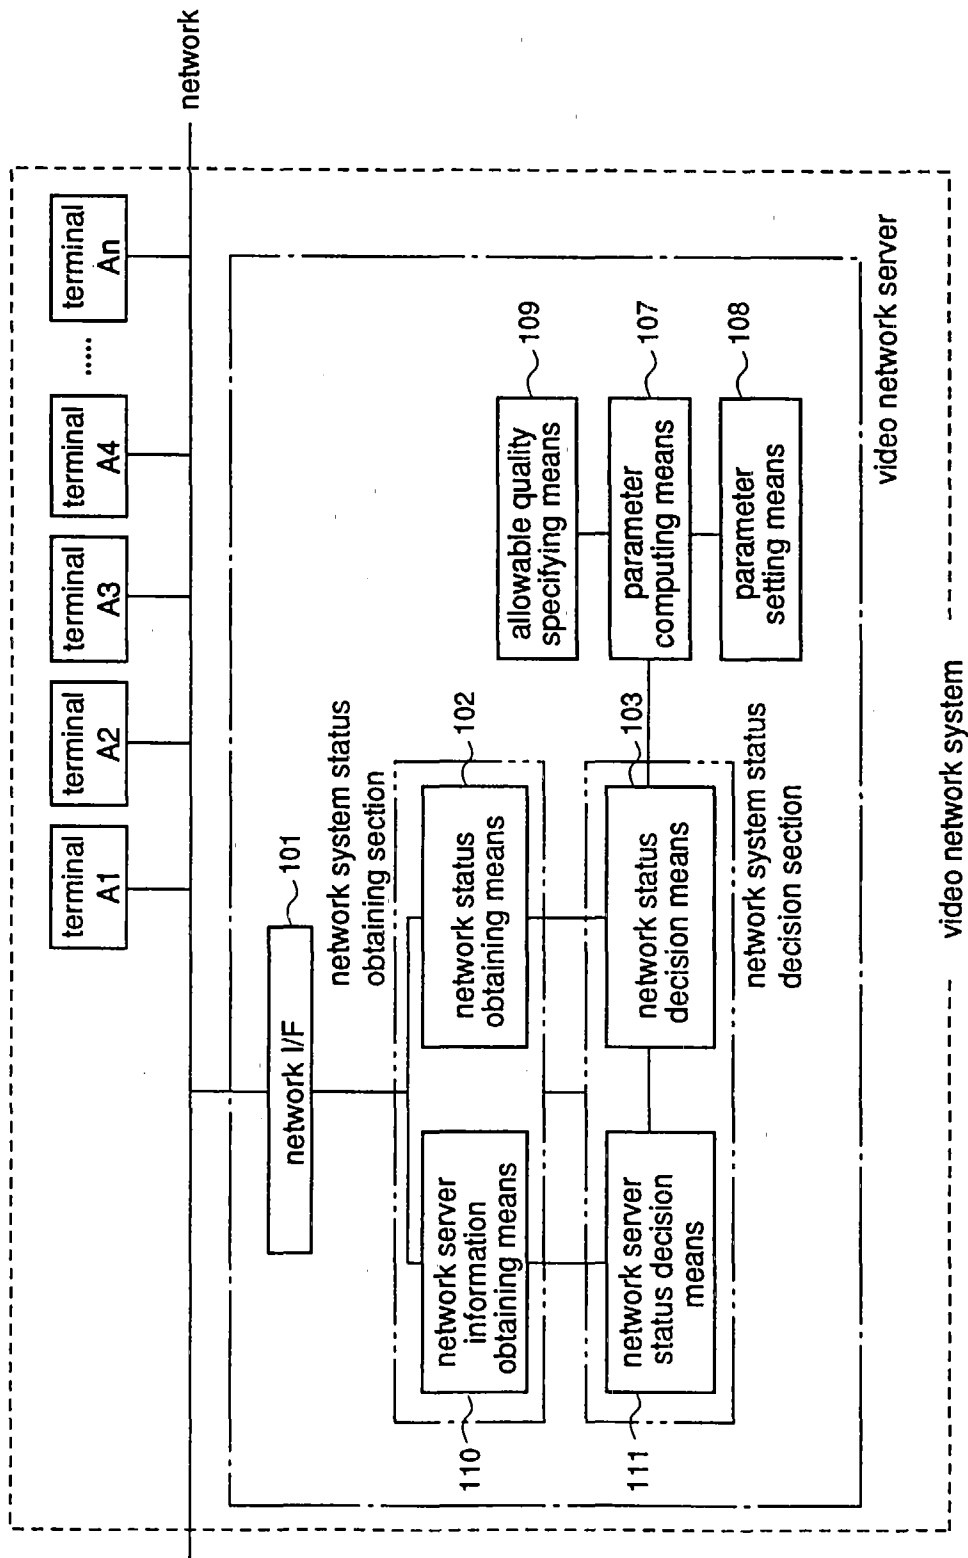 terminal
A1
terminal
A2
terminal
A3
terminal
A4
.....
terminal
An
network
101
network I/F
network system status
obtaining section
102
network status
obtaining means
110
network server
information
obtaining means
103
network status
decision means
111
network server
status decision
means
network system status
decision section
109
allowable quality
specifying means
107
parameter
computing means
108
parameter
setting means
video network server
video network system